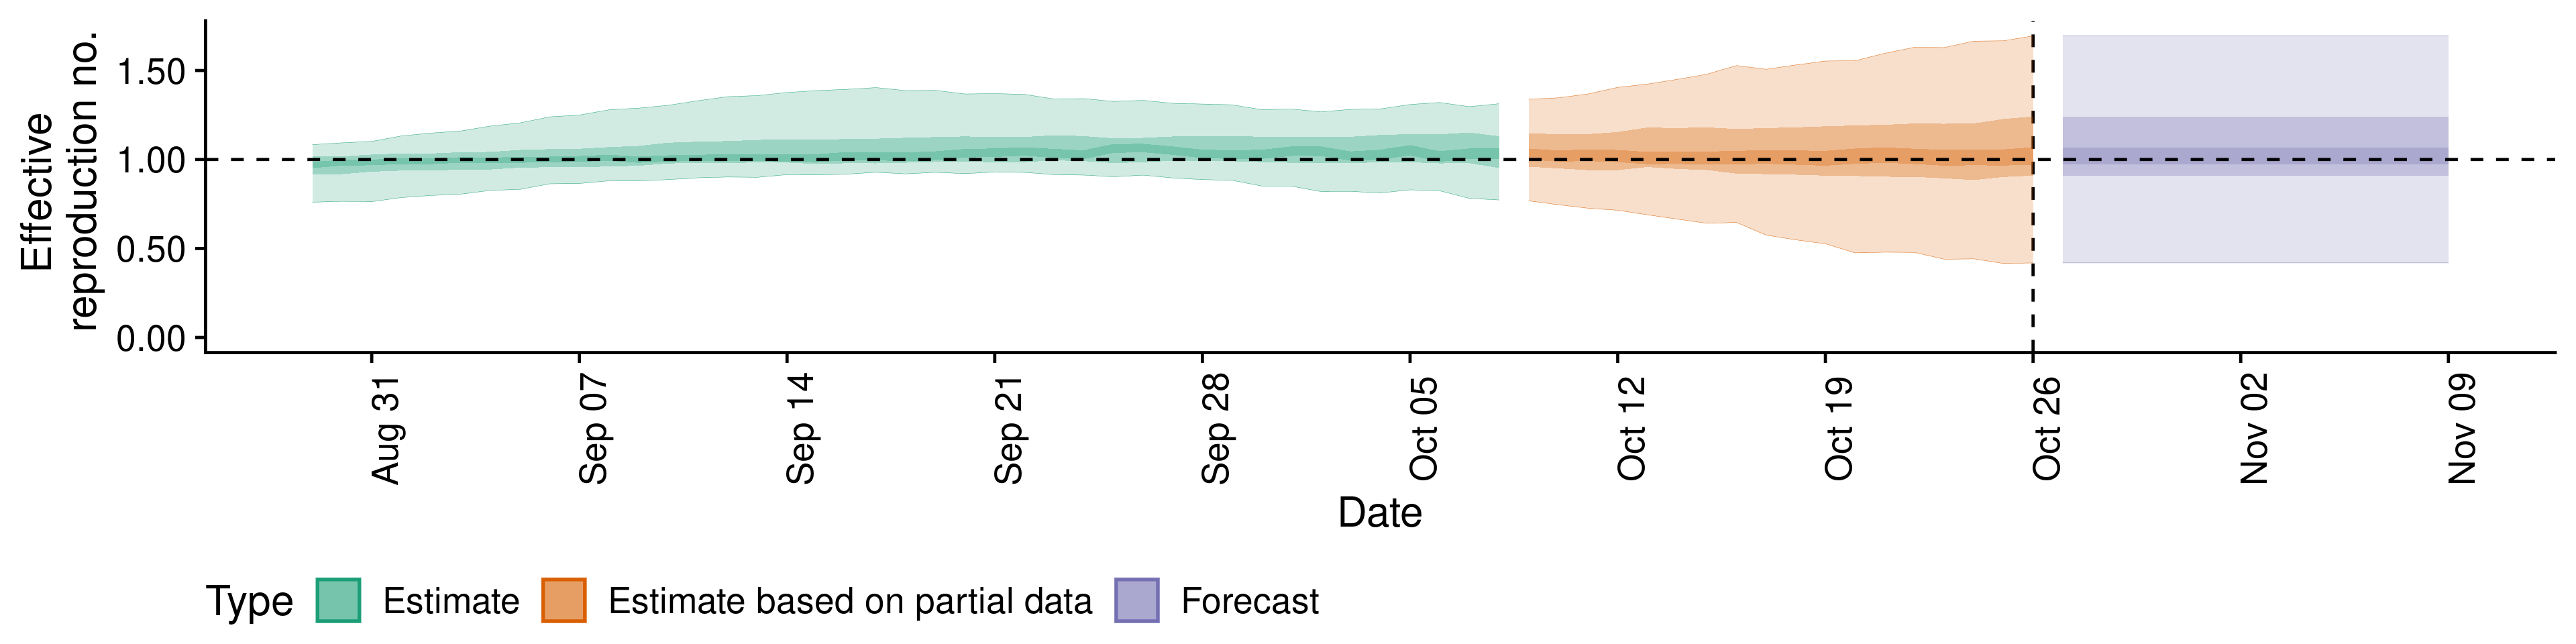 Effective
reproduction no.
1.50
1.00
0.50
0.00
Aug 31
Sep 07
Sep 14
Sep 21
Sep 28
Oct 05
Oct 12
Oct 19
Oct 26
Nov 02
Nov 09
Date
Type Estimate Estimate based on partial data Forecast